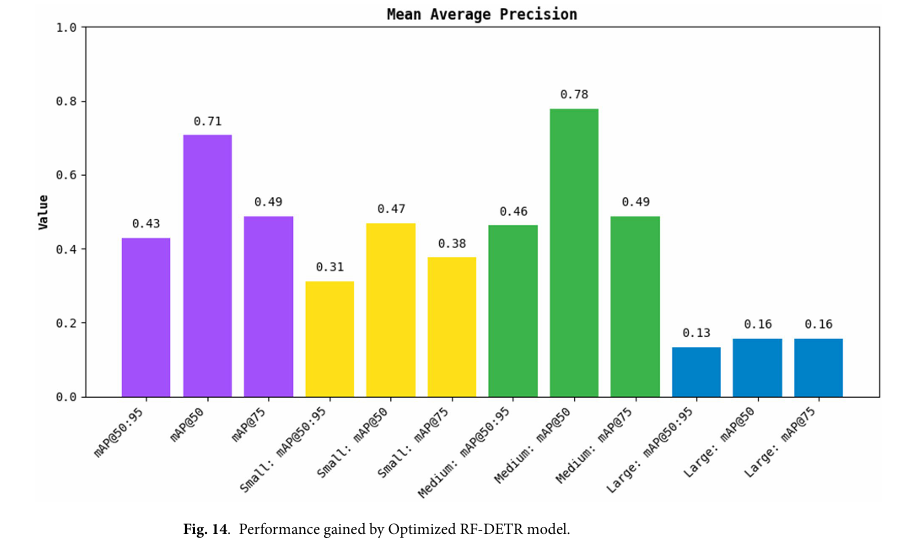 Mean Average Precision
1.0
0.8
0.6
0.4
0.2
0.0
Value
0.43
0.71
0.49
0.31
0.47
0.38
0.46
0.78
0.49
0.13
0.16
0.16
mAP@50:95
mAP@50
mAP@75
Small: mAP@50:95
Small: mAP@50
Small: mAP@75
Medium: mAP@50:95
Medium: mAP@50
Medium: mAP@75
Large: mAP@50:95
Large: mAP@50
Large: mAP@75
Fig. 14. Performance gained by Optimized RF-DETR model.